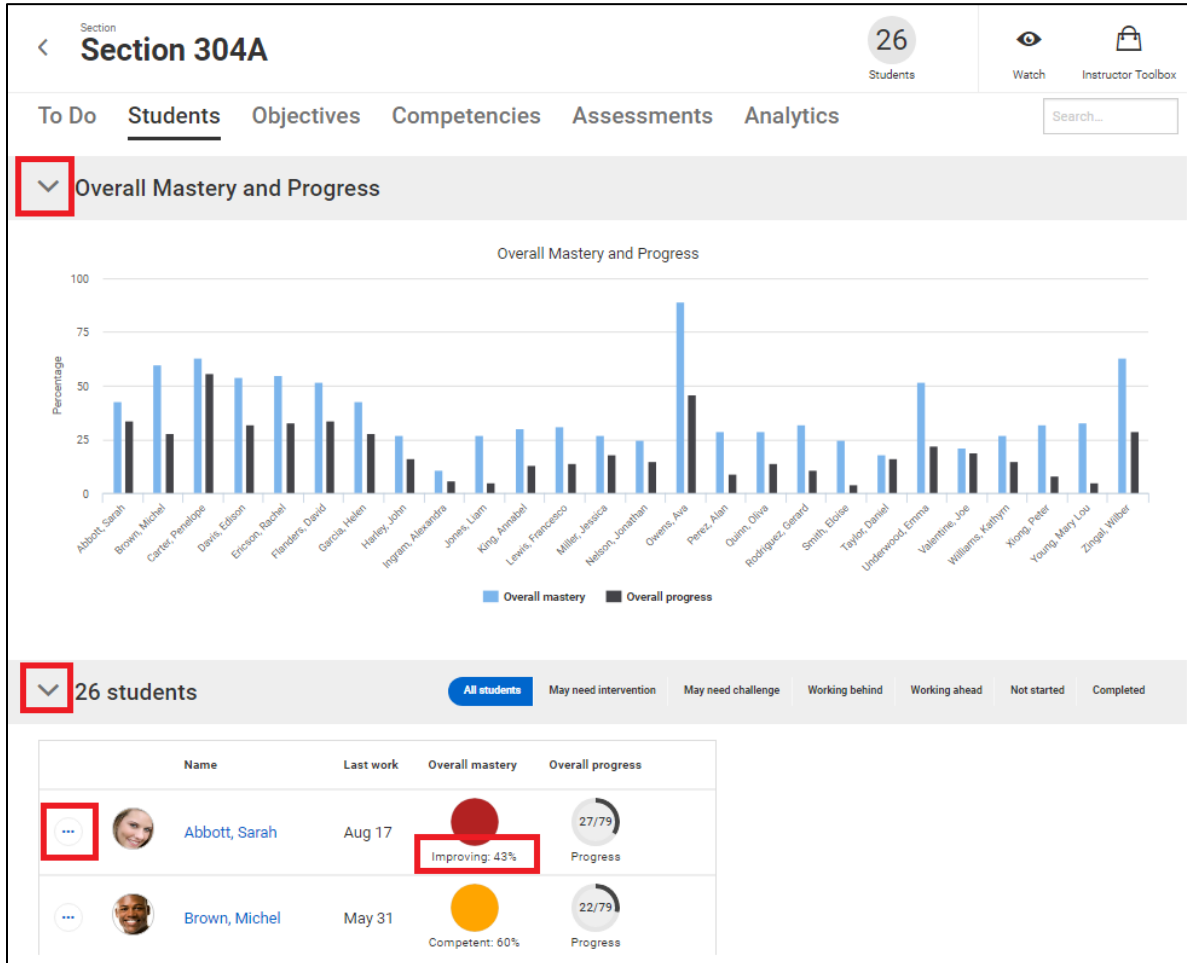 Section
Section 304A
26
Students
Watch
Instructor Toolbox
To Do Students Objectives Competencies Assessments Analytics
Search...
Overall Mastery and Progress
Overall Mastery and Progress
100
75
50
25
0
Percentage
Abbott, Sarah
Brown, Michel
Carter, Penelope
Davis, Edison
Ericson, Rachel
Flanders, David
Garcia, Helen
Harley, John
Ingram, Alexandra
Jones, Liam
King, Annabel
Lewis, Francesco
Miller, Jessica
Nelson, Jonathan
Owens, Ava
Perez, Alan
Quinn, Oliva
Rodriguez, Gerard
Smith, Eloise
Taylor, Daniel
Underwood, Emma
Valentine, Joe
Williams, Kathym
Xiong, Peter
Young, Mary Lou
Zingal, Wilber
Overall mastery Overall progress
26 students
All students May need intervention May need challenge Working behind Working ahead Not started Completed
Name Last work Overall mastery Overall progress
Abbott, Sarah Aug 17 27/79
Improving: 43% Progress
Brown, Michel May 31 22/79
Competent: 60% Progress